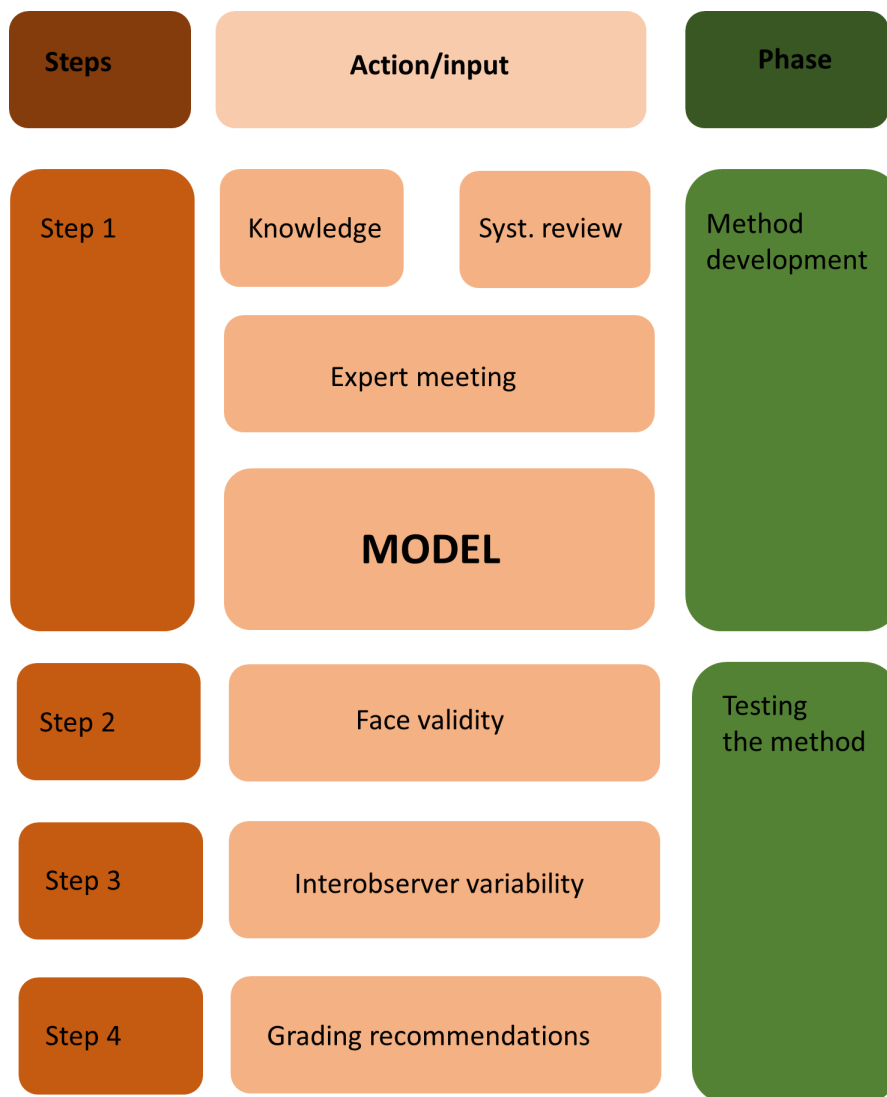 Steps
Action/input
Phase
Step 1
Knowledge
Syst. review
Method
development
Expert meeting
MODEL
Step 2
Face validity
Testing
the method
Step 3
Interobserver variability
Step 4
Grading recommendations